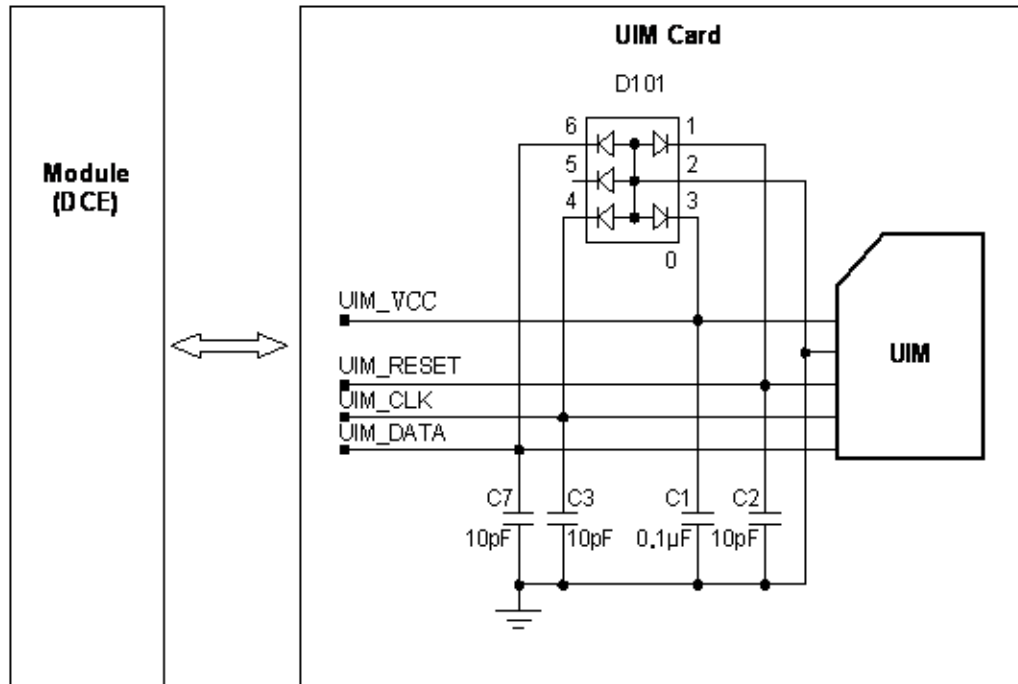 UIM Card
D101
6
1
5
2
4
3
0
Module
(DCE)
UIM_VCC
UIM
UIM_RESET
UIM_CLK
UIM_DATA
C7
C3
C1
C2
10pF
10pF
0.1µF
10pF